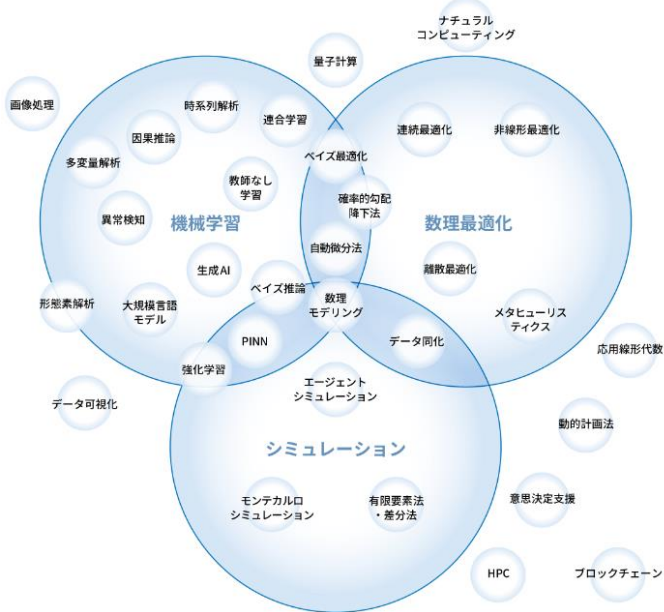 ナチュラル
コンピューティング
量子計算
画像処理
時系列解析
連合学習
因果推論
連続最適化
非線形最適化
多変量解析
ベイズ最適化
教師なし
学習
確率的勾配
降下法
異常検知
機械学習
数理最適化
自動微分法
生成AI
離散最適化
ベイズ推論
形態素解析
大規模言語
モデル
数理
モデリング
メタヒューリス
ティクス
PINN
データ同化
応用線形代数
強化学習
エージェント
シミュレーション
データ可視化
動的計画法
シミュレーション
モンテカルロ
シミュレーション
有限要素法
・差分法
意思決定支援
HPC
ブロックチェーン